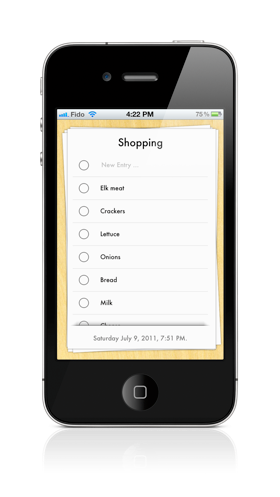 Fido 4:22 PM 75 %
Shopping
New Entry ...
Elk meat
Crackers
Lettuce
Onions
Bread
Milk
Saturday July 9, 2011, 7:51 PM.